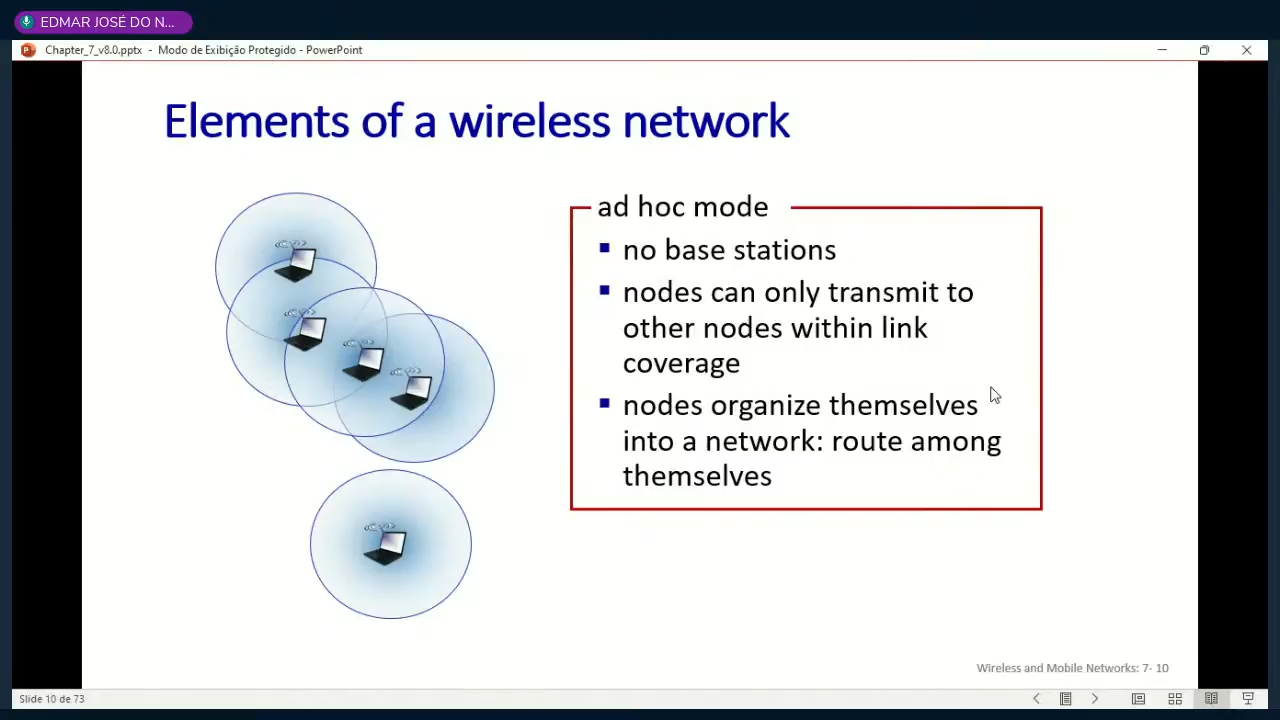 EDMAR JOSÉ DO N...
Chapter_7_v8.0.pptx - Modo de Exibição Protegido - PowerPoint
Elements of a wireless network
ad hoc mode
▪ no base stations
▪ nodes can only transmit to
other nodes within link
coverage
▪ nodes organize themselves
into a network: route among
themselves
Wireless and Mobile Networks: 7- 10
Slide 10 de 73